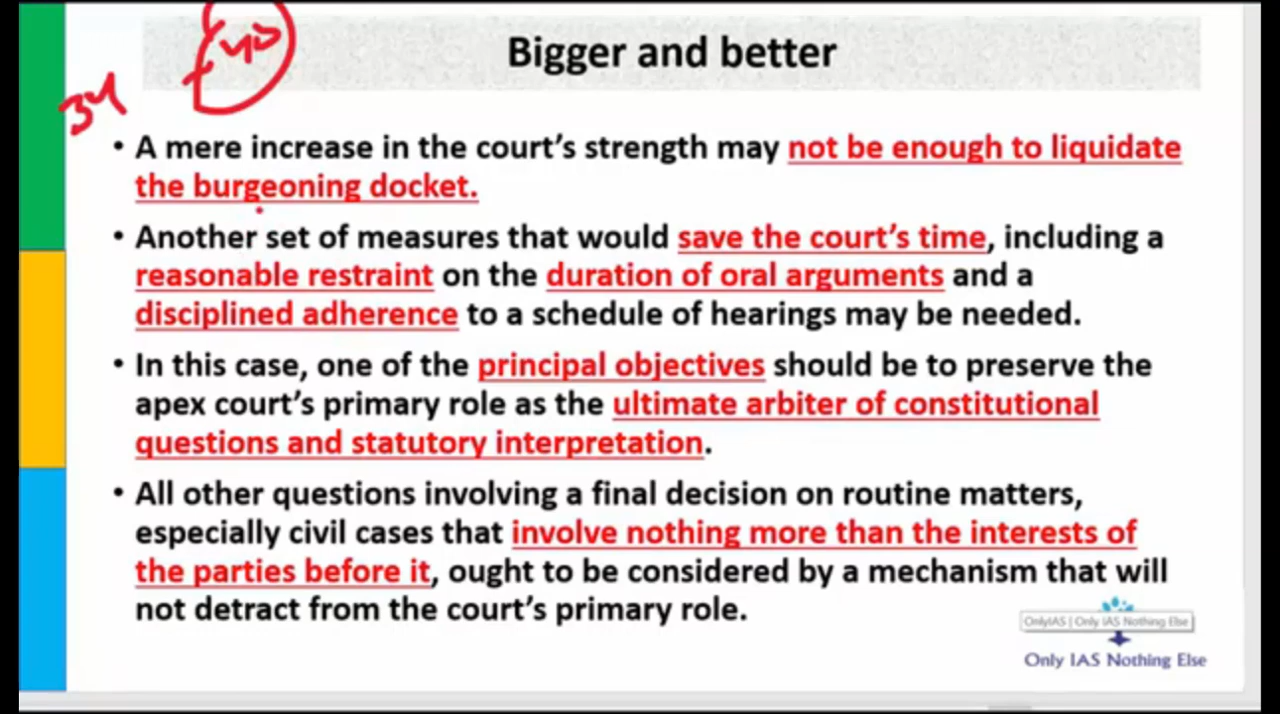 Bigger and better
34
• A mere increase in the court's strength may not be enough to liquidate
the burgeoning docket.
• Another set of measures that would save the court's time, including a
reasonable restraint on the duration of oral arguments and a
disciplined adherence to a schedule of hearings may be needed.
• In this case, one of the principal objectives should be to preserve the
apex court's primary role as the ultimate arbiter of constitutional
questions and statutory interpretation.
• All other questions involving a final decision on routine matters,
especially civil cases that involve nothing more than the interests of
the parties before it, ought to be considered by a mechanism that will
not detract from the court's primary role.
OnlyIAS | Only IAS Nothing Else
Only IAS Nothing Else